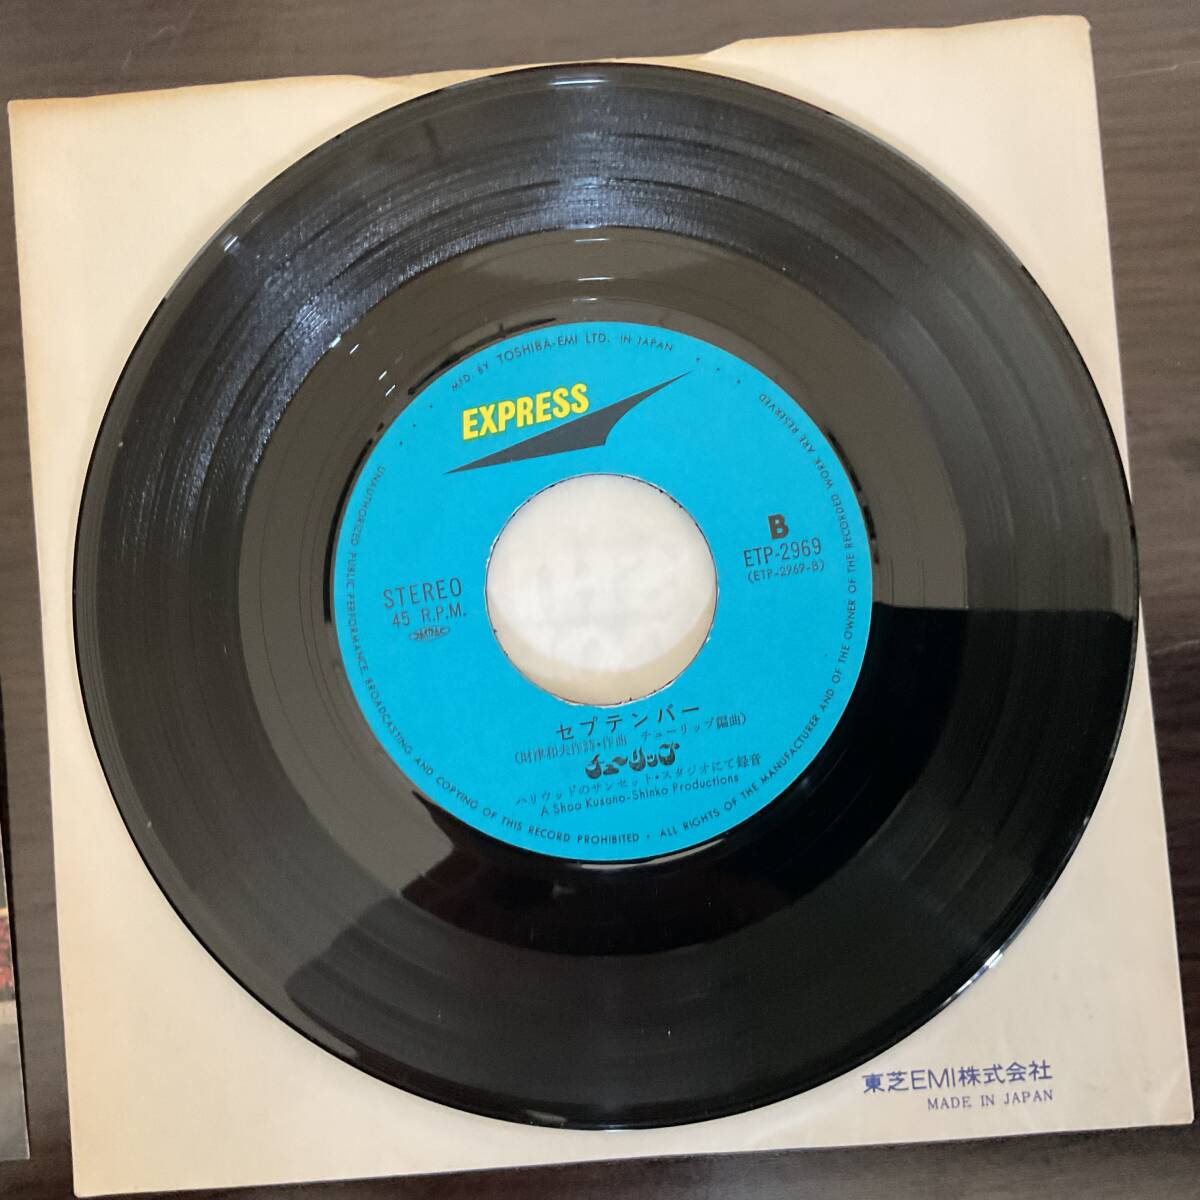 MFD. BY TOSHIBA-EMI LTD. IN JAPAN
EXPRESS
B
ETP-2969
(ETP-2969-B)
STEREO
45 R.P.M.
セプテンバー
(財津和夫作詩・作曲 チューリップ編曲)
チューリップ
ハリウッドのサンセット・スタジオにて録音
A Shoo Kusano-Shinko Productions
UNAUTHORIZED PUBLIC PERFORMANCE, BROADCASTING AND COPYING OF THIS RECORD PROHIBITED • ALL RIGHTS OF THE MANUFACTURER AND OF THE OWNER OF THE RECORDED WORK ARE RESERVED
東芝EMI株式会社
MADE IN JAPAN